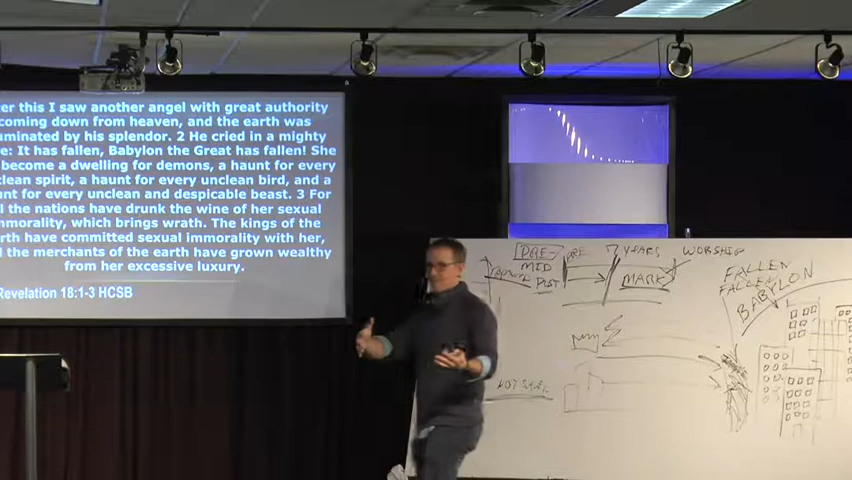 ter this I saw another angel with great authority
coming down from heaven, and the earth was
uminated by his splendor. 2 He cried in a mighty
e: It has fallen, Babylon the Great has fallen! She
become a dwelling for demons, a haunt for every
lean spirit, a haunt for every unclean bird, and a
nt for every unclean and despicable beast. 3 For
l the nations have drunk the wine of her sexual
mmorality, which brings wrath. The kings of the
rth have committed sexual immorality with her,
l the merchants of the earth have grown wealthy
from her excessive luxury.
Revelation 18:1-3 HCSB
PRE
MID
POST
PRE
7 YEARS
MARK
WORSHIP
FALLEN
FALLEN
BABYLON